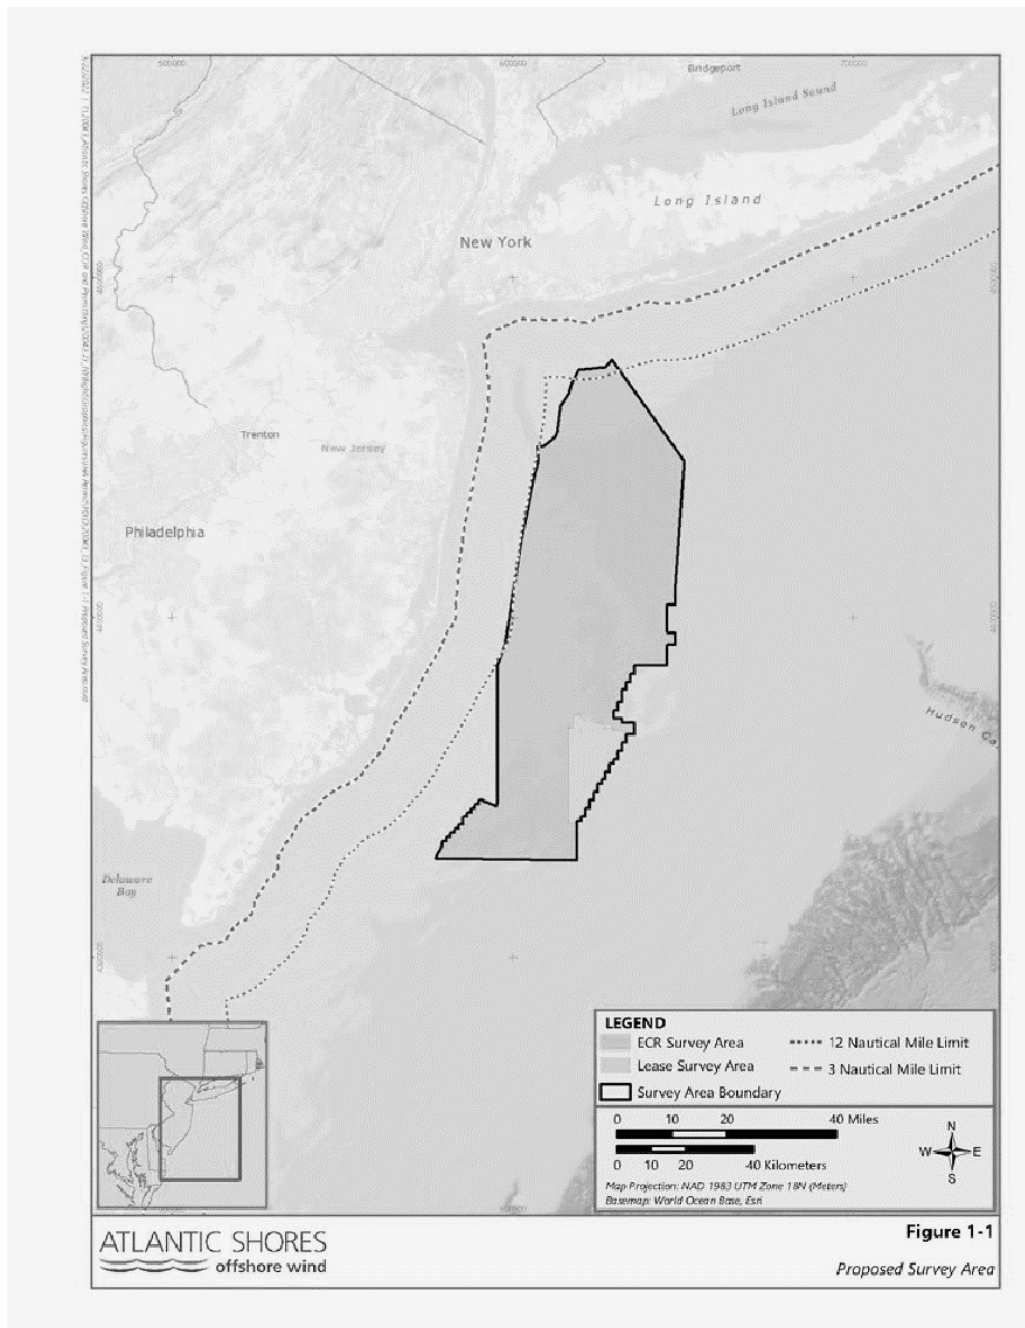 500000
600000
700000
Bridgeport
Long Island Sound
Long Island
New York
Trenton
New Jersey
Philadelphia
Delaware
Bay
LEGEND
ECR Survey Area
Lease Survey Area
Survey Area Boundary
12 Nautical Mile Limit
3 Nautical Mile Limit
0 10 20 40 Miles
0 10 20 40 Kilometers
N
W E
S
Map Projection: NAD 1983 UTM Zone 18N (Meters)
Basemap: World Ocean Base, Esri
ATLANTIC SHORES
offshore wind
Figure 1-1
Proposed Survey Area